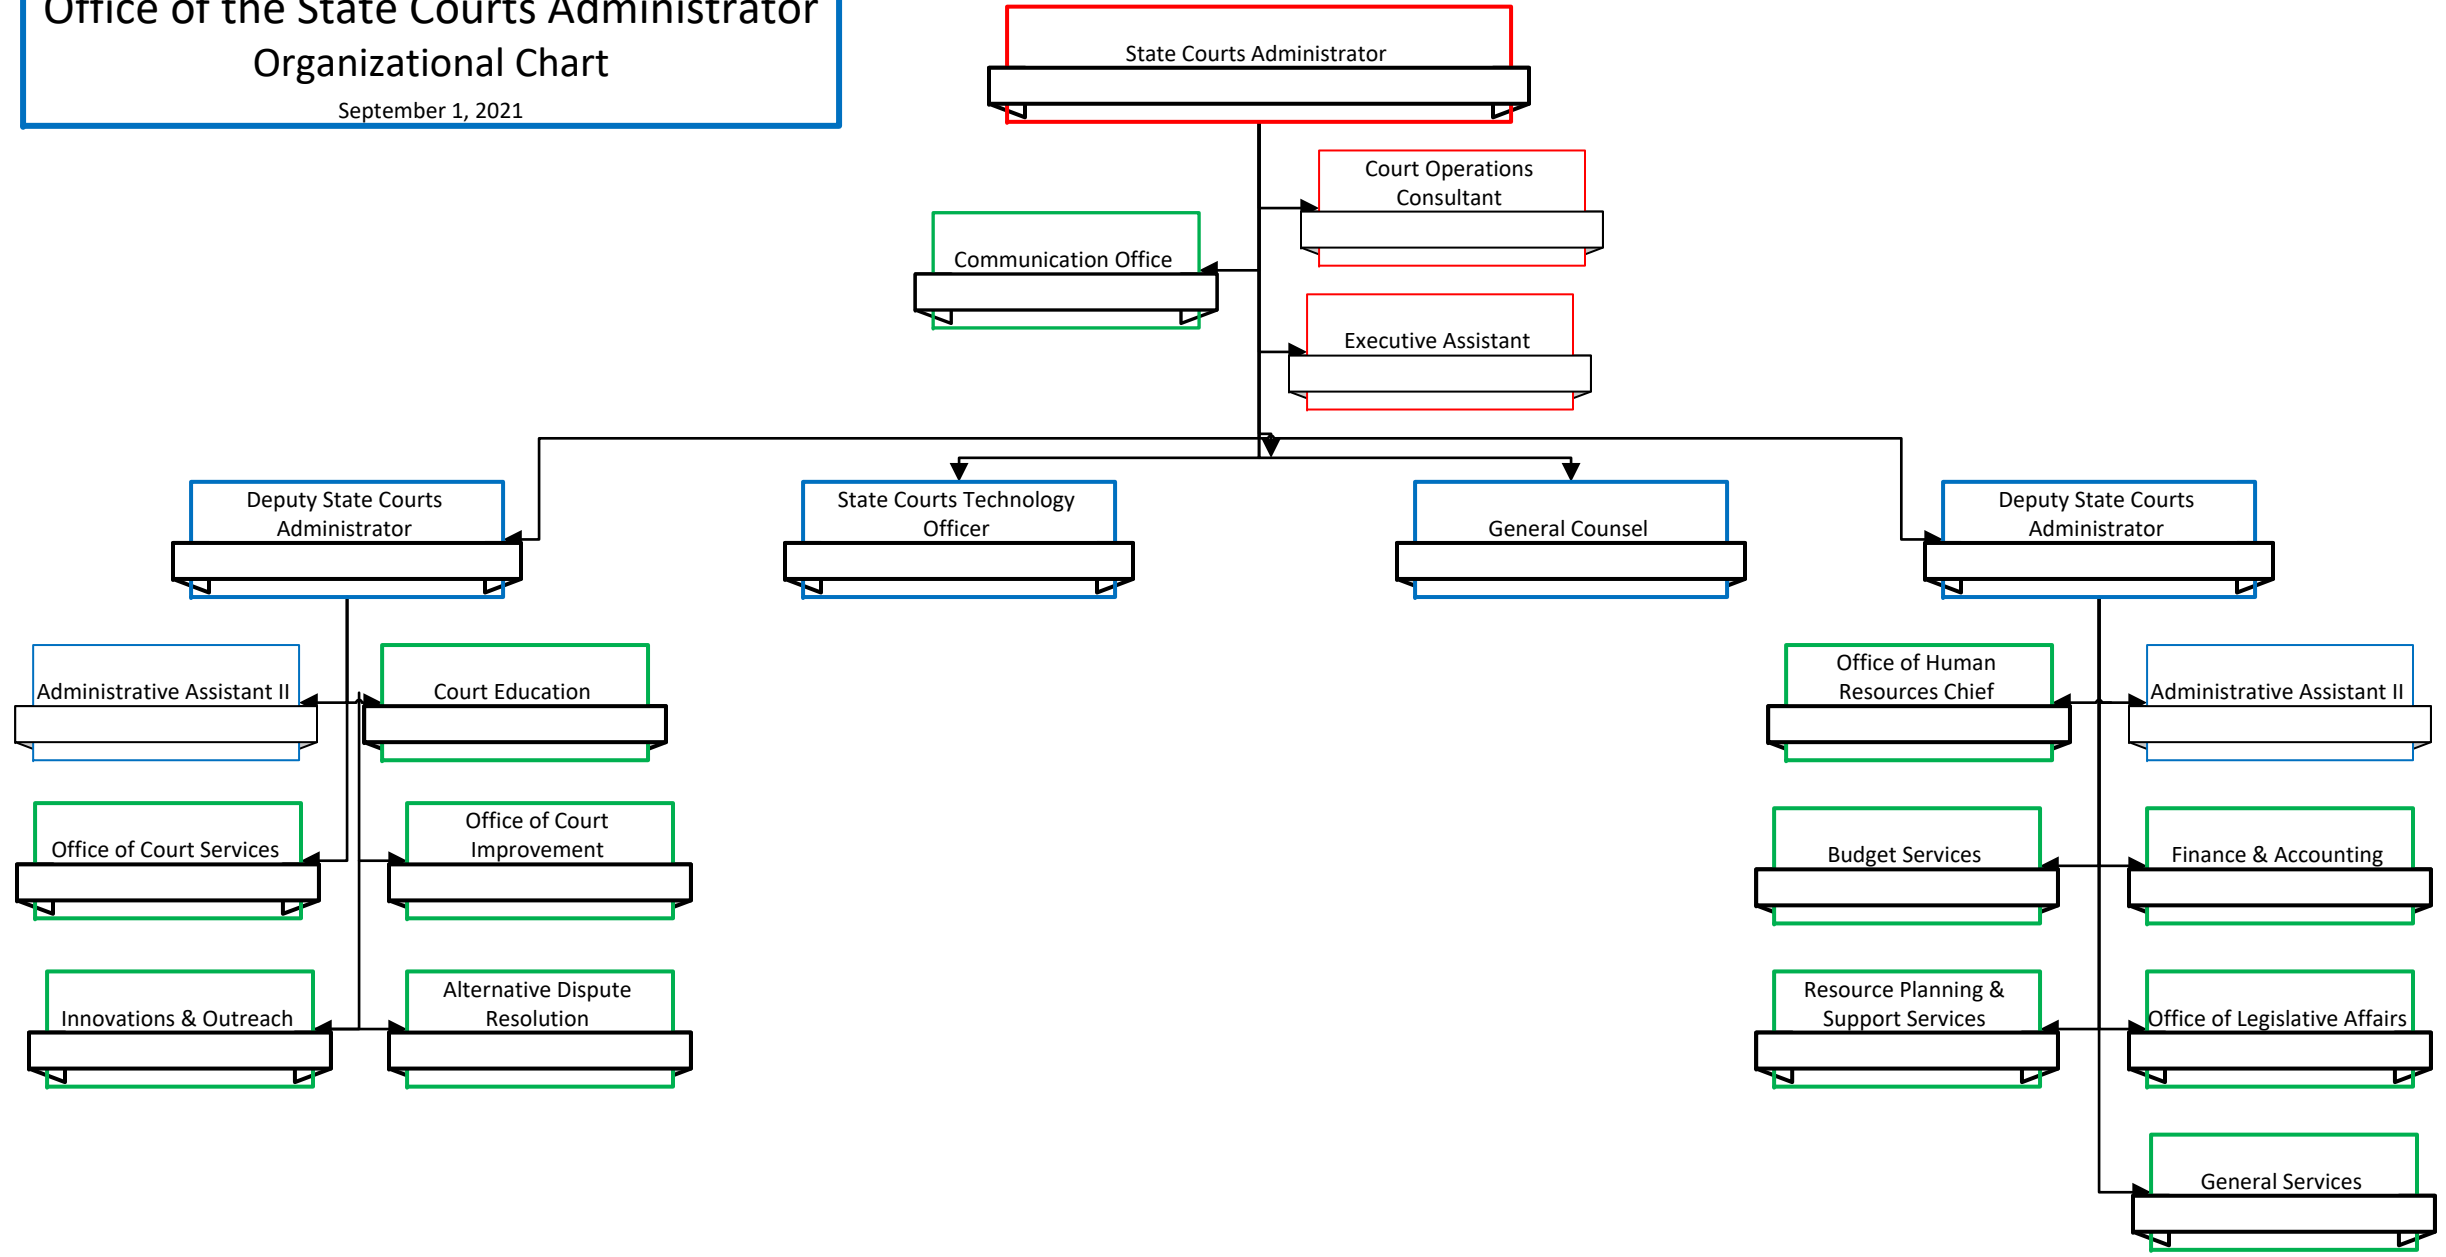 Office of the State Courts Administrator
Organizational Chart
September 1, 2021
State Courts Administrator
Court Operations
Consultant
Communication Office
Executive Assistant
Deputy State Courts
Administrator
State Courts Technology
Officer
General Counsel
Deputy State Courts
Administrator
Administrative Assistant II
Court Education
Office of Human
Resources Chief
Administrative Assistant II
Office of Court Services
Office of Court
Improvement
Budget Services
Finance & Accounting
Innovations & Outreach
Alternative Dispute
Resolution
Resource Planning &
Support Services
Office of Legislative Affairs
General Services